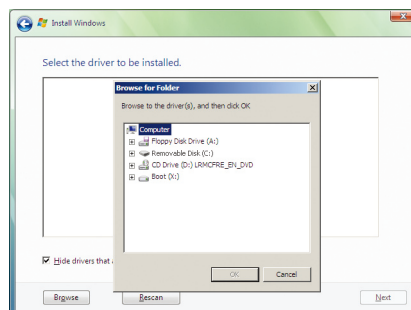 Install Windows
Select the driver to be installed.
Browse for Folder
Browse to the driver(s), and then click OK
Computer
Floppy Disk Drive (A:)
Removable Disk (C:)
CD Drive (D:) LRMCFRE_EN_DVD
Boot (X:)
Hide drivers that
OK
Cancel
Browse
Rescan
Next